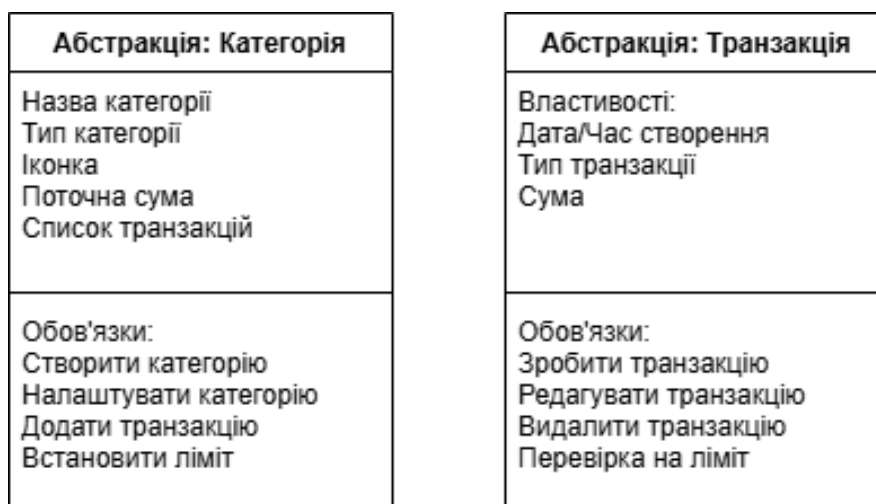 Абстракція: Категорія
Назва категорії
Тип категорії
Іконка
Поточна сума
Список транзакцій
Обов'язки:
Створити категорію
Налаштувати категорію
Додати транзакцію
Встановити ліміт
Абстракція: Транзакція
Властивості:
Дата/Час створення
Тип транзакції
Сума
Обов'язки:
Зробити транзакцію
Редагувати транзакцію
Видалити транзакцію
Перевірка на ліміт